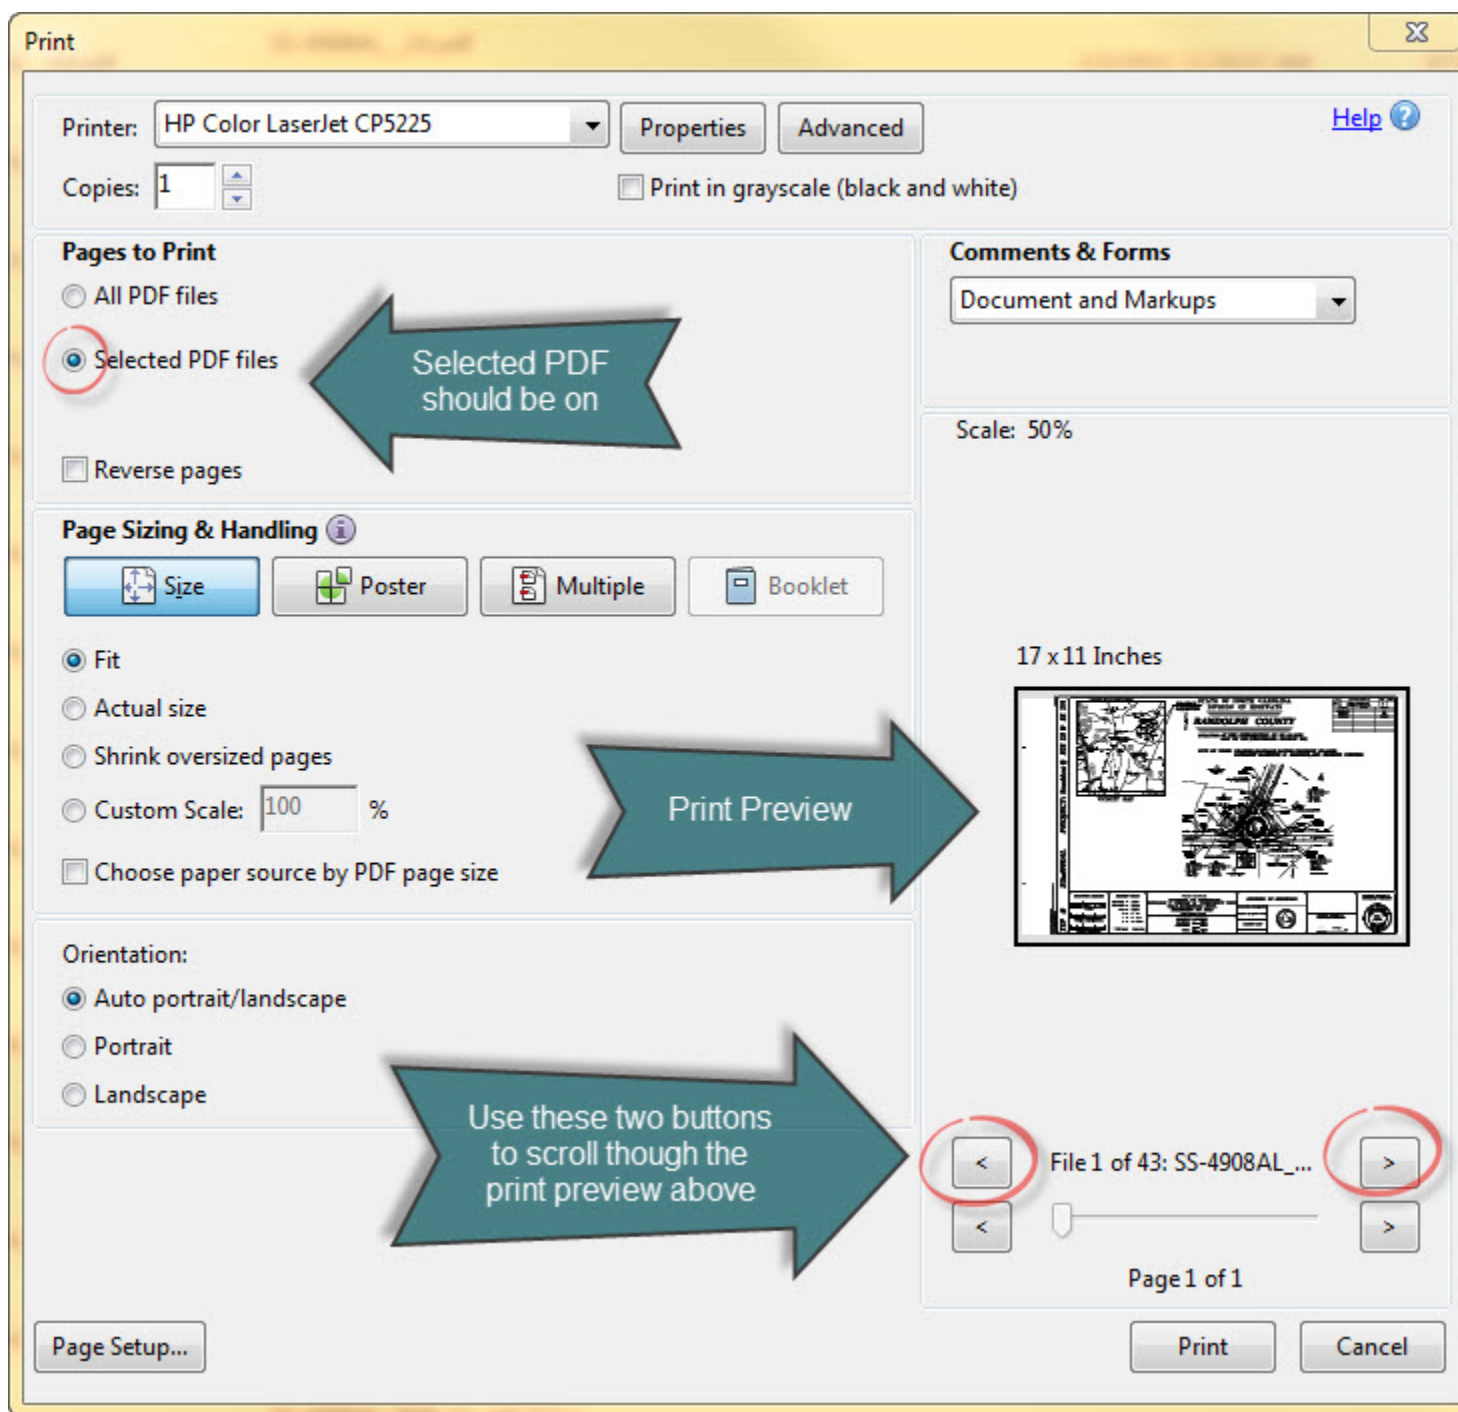 Print
Printer: HP Color LaserJet CP5225 Properties Advanced Help
Copies: 1 Print in grayscale (black and white)
Pages to Print
All PDF files
Selected PDF files
Selected PDF
should be on
Reverse pages
Comments & Forms
Document and Markups
Scale: 50%
Page Sizing & Handling
Size Poster Multiple Booklet
Fit
Actual size
Shrink oversized pages
Custom Scale: 100 %
Choose paper source by PDF page size
Print Preview
17 x 11 Inches
RANDOLPH COUNTY
Orientation:
Auto portrait/landscape
Portrait
Landscape
Use these two buttons
to scroll though the
print preview above
< File 1 of 43: SS-4908AL_... >
< >
Page 1 of 1
Page Setup... Print Cancel